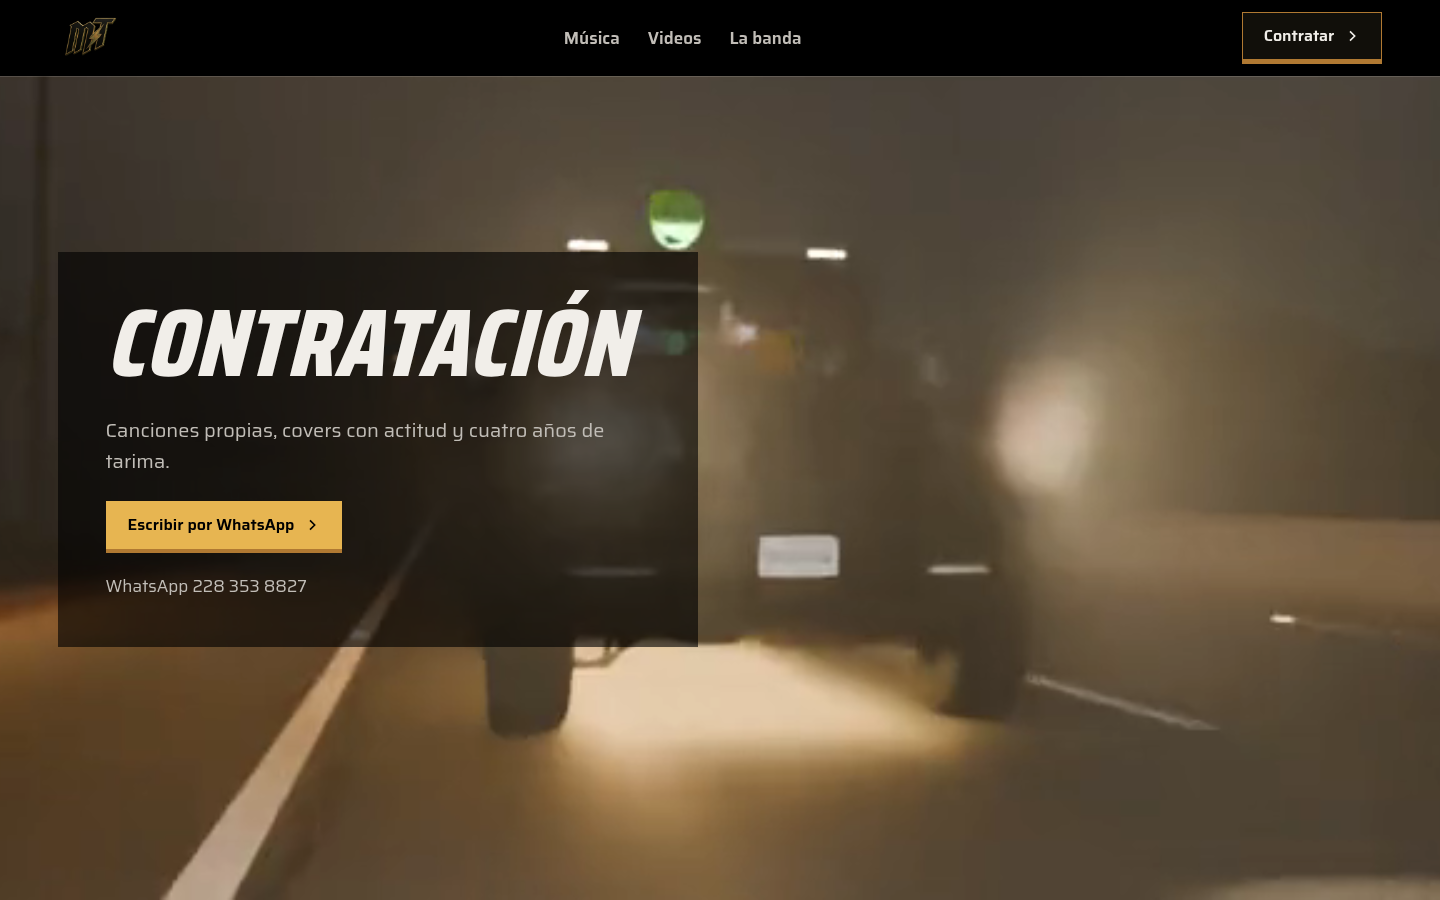 MT
Música
Videos
La banda
Contratar
CONTRATACIÓN
Canciones propias, covers con actitud y cuatro años de
tarima.
Escribir por WhatsApp
WhatsApp 228 353 8827